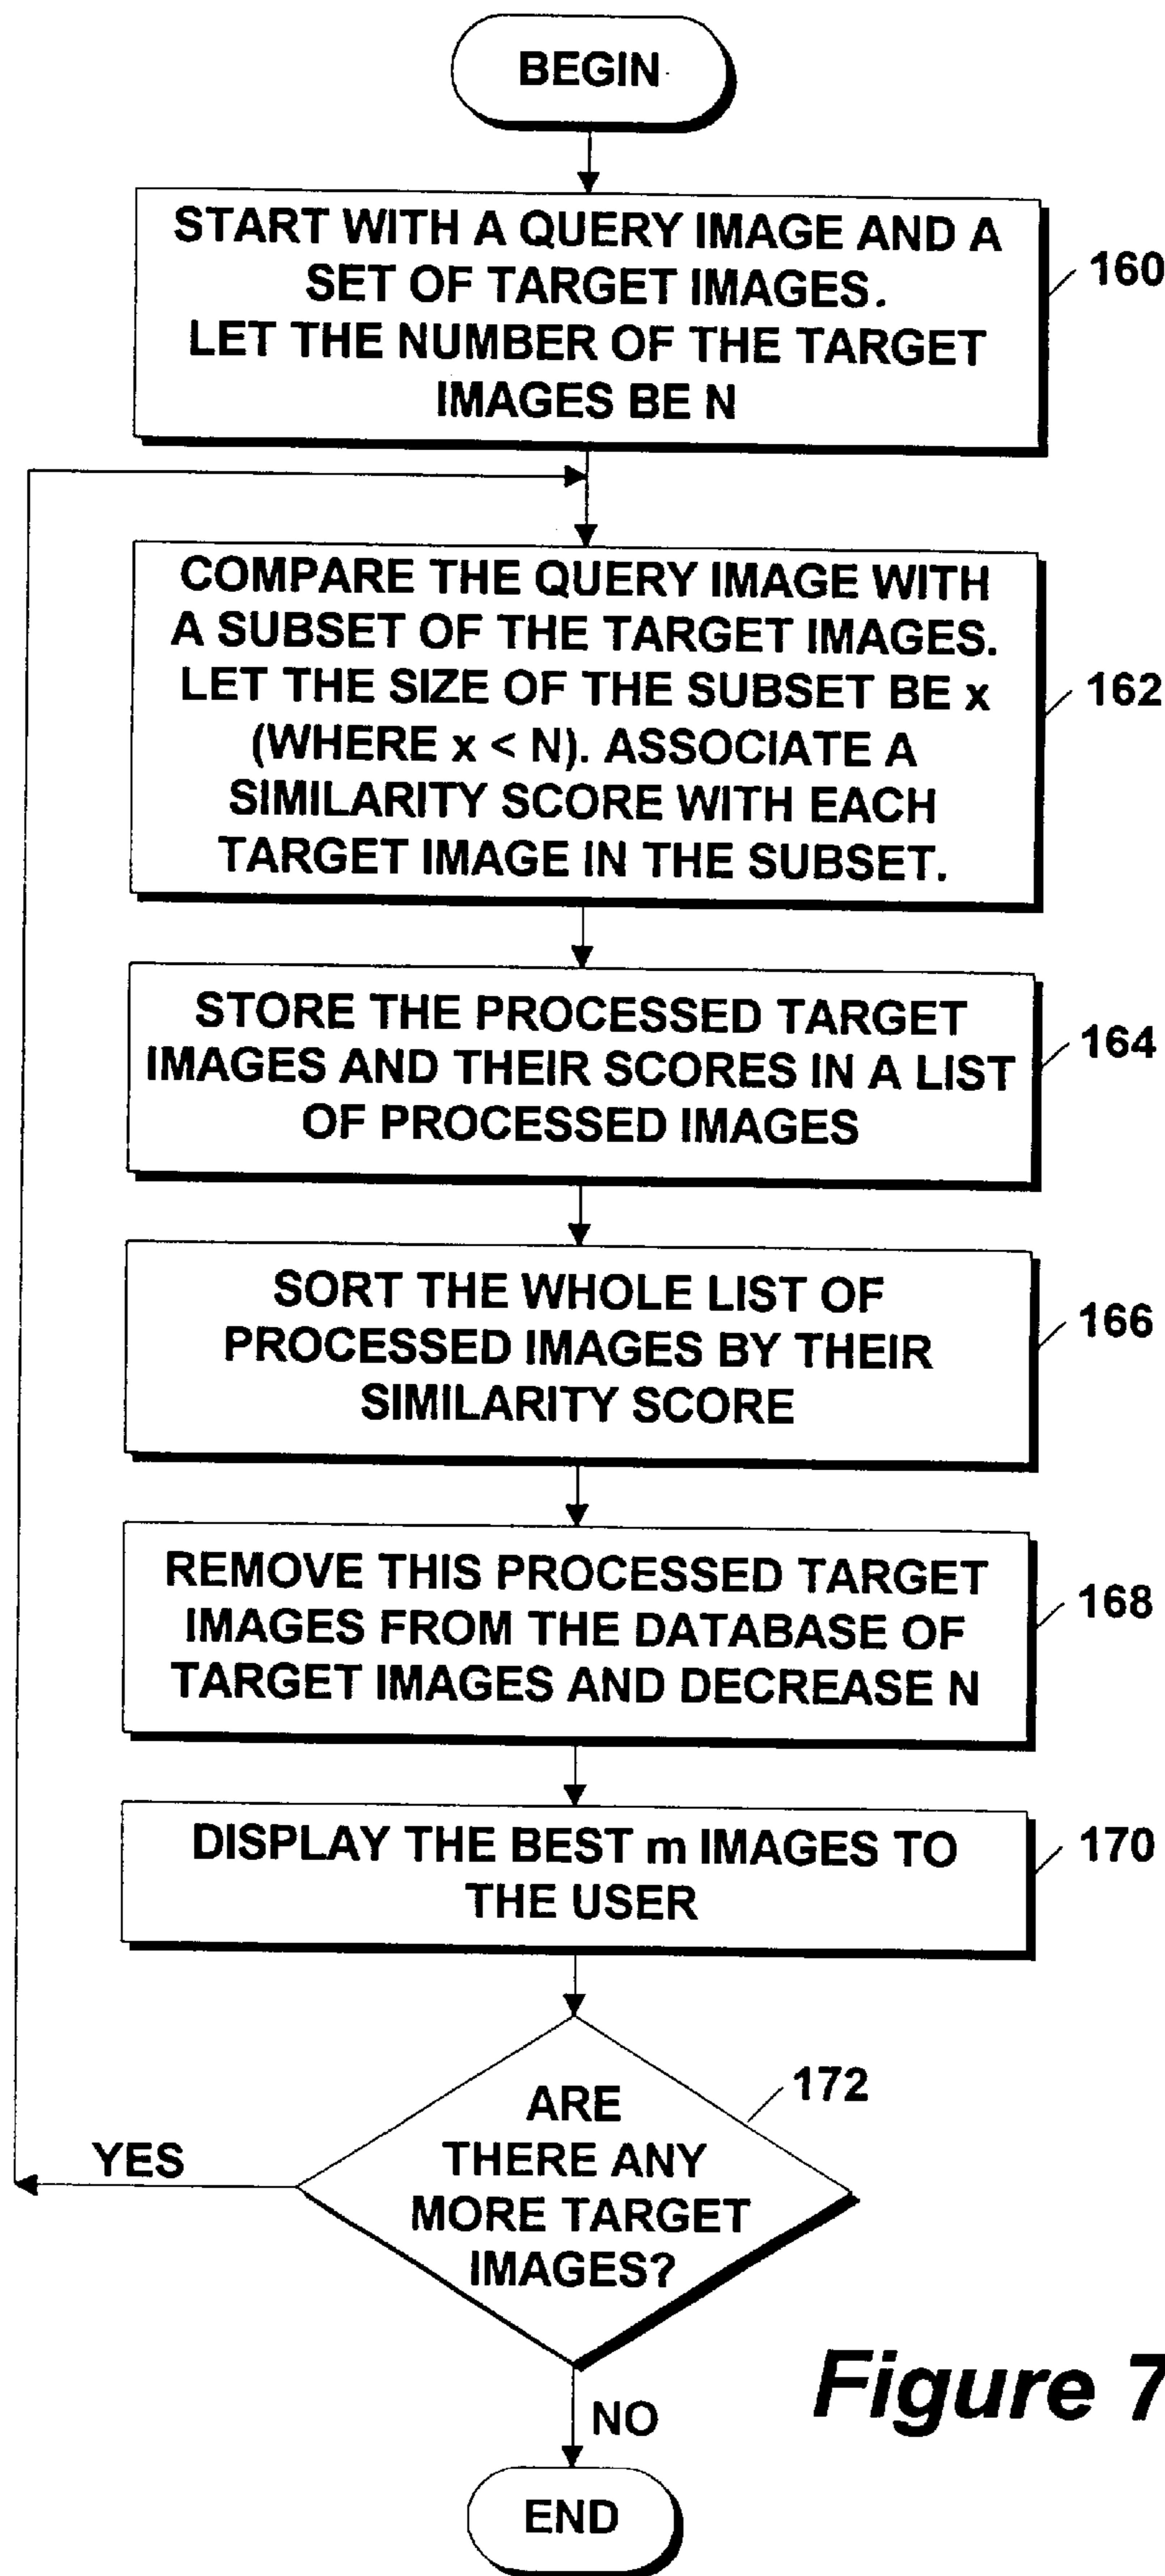 BEGIN
START WITH A QUERY IMAGE AND A
SET OF TARGET IMAGES.
LET THE NUMBER OF THE TARGET
IMAGES BE N
160
COMPARE THE QUERY IMAGE WITH
A SUBSET OF THE TARGET IMAGES.
LET THE SIZE OF THE SUBSET BE x
(WHERE x < N). ASSOCIATE A
SIMILARITY SCORE WITH EACH
TARGET IMAGE IN THE SUBSET.
162
STORE THE PROCESSED TARGET
IMAGES AND THEIR SCORES IN A LIST
OF PROCESSED IMAGES
164
SORT THE WHOLE LIST OF
PROCESSED IMAGES BY THEIR
SIMILARITY SCORE
166
REMOVE THIS PROCESSED TARGET
IMAGES FROM THE DATABASE OF
TARGET IMAGES AND DECREASE N
168
DISPLAY THE BEST m IMAGES TO
THE USER
170
ARE
THERE ANY
MORE TARGET
IMAGES?
172
YES
NO
END
Figure 7